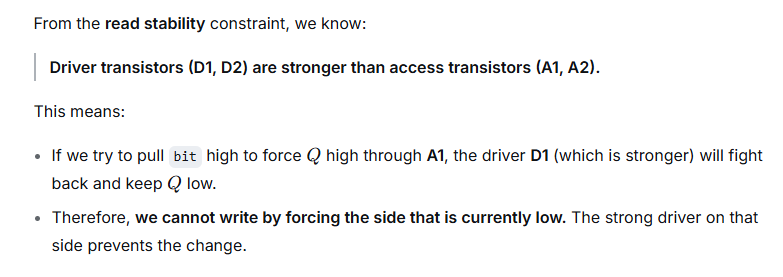 From the read stability constraint, we know:
Driver transistors (D1, D2) are stronger than access transistors (A1, A2).
This means:
• If we try to pull bit high to force Q high through A1, the driver D1 (which is stronger) will fight
back and keep Q low.
• Therefore, we cannot write by forcing the side that is currently low. The strong driver on that
side prevents the change.